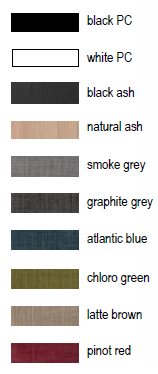 black PC
white PC
black ash
natural ash
smoke grey
graphite grey
atlantic blue
chloro green
latte brown
pinot red